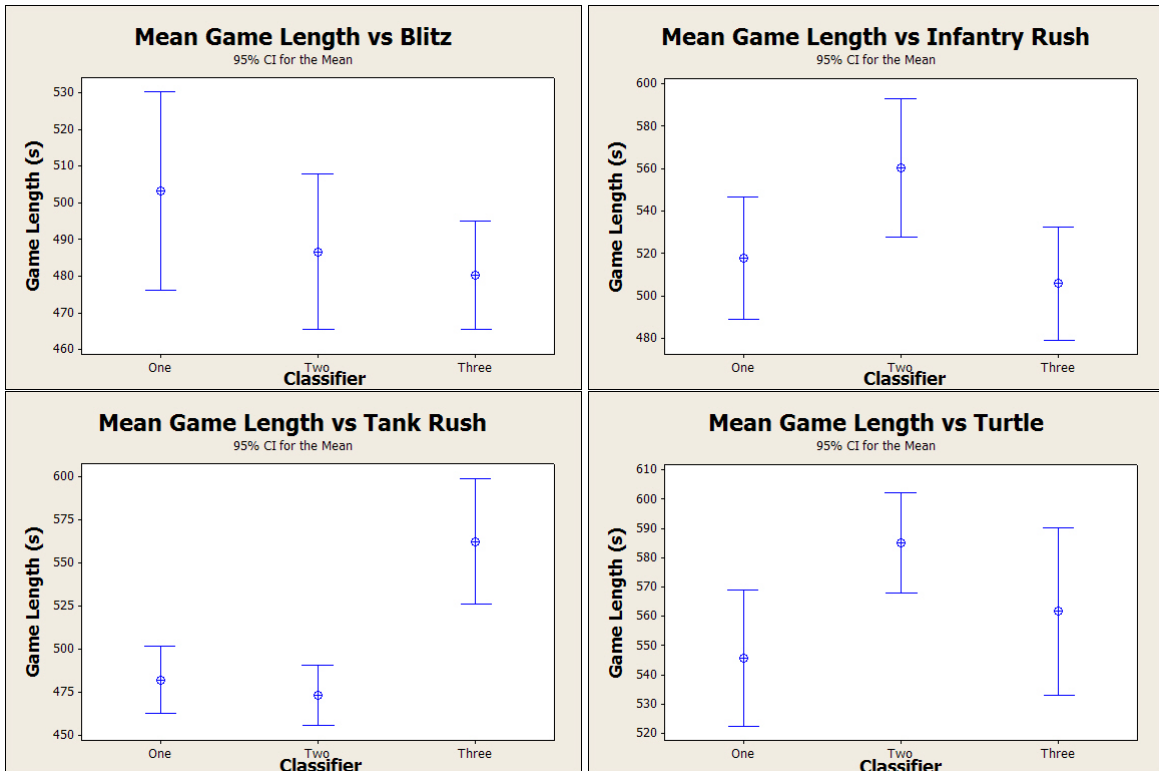 Mean Game Length vs Blitz
95% CI for the Mean
Game Length (s)
530
520
510
500
490
480
470
460
One Two Three
Classifier
Mean Game Length vs Infantry Rush
95% CI for the Mean
Game Length (s)
600
580
560
540
520
500
480
One Two Three
Classifier
Mean Game Length vs Tank Rush
95% CI for the Mean
Game Length (s)
600
575
550
525
500
475
450
One Two Three
Classifier
Mean Game Length vs Turtle
95% CI for the Mean
Game Length (s)
610
600
590
580
570
560
550
540
530
520
One Two Three
Classifier